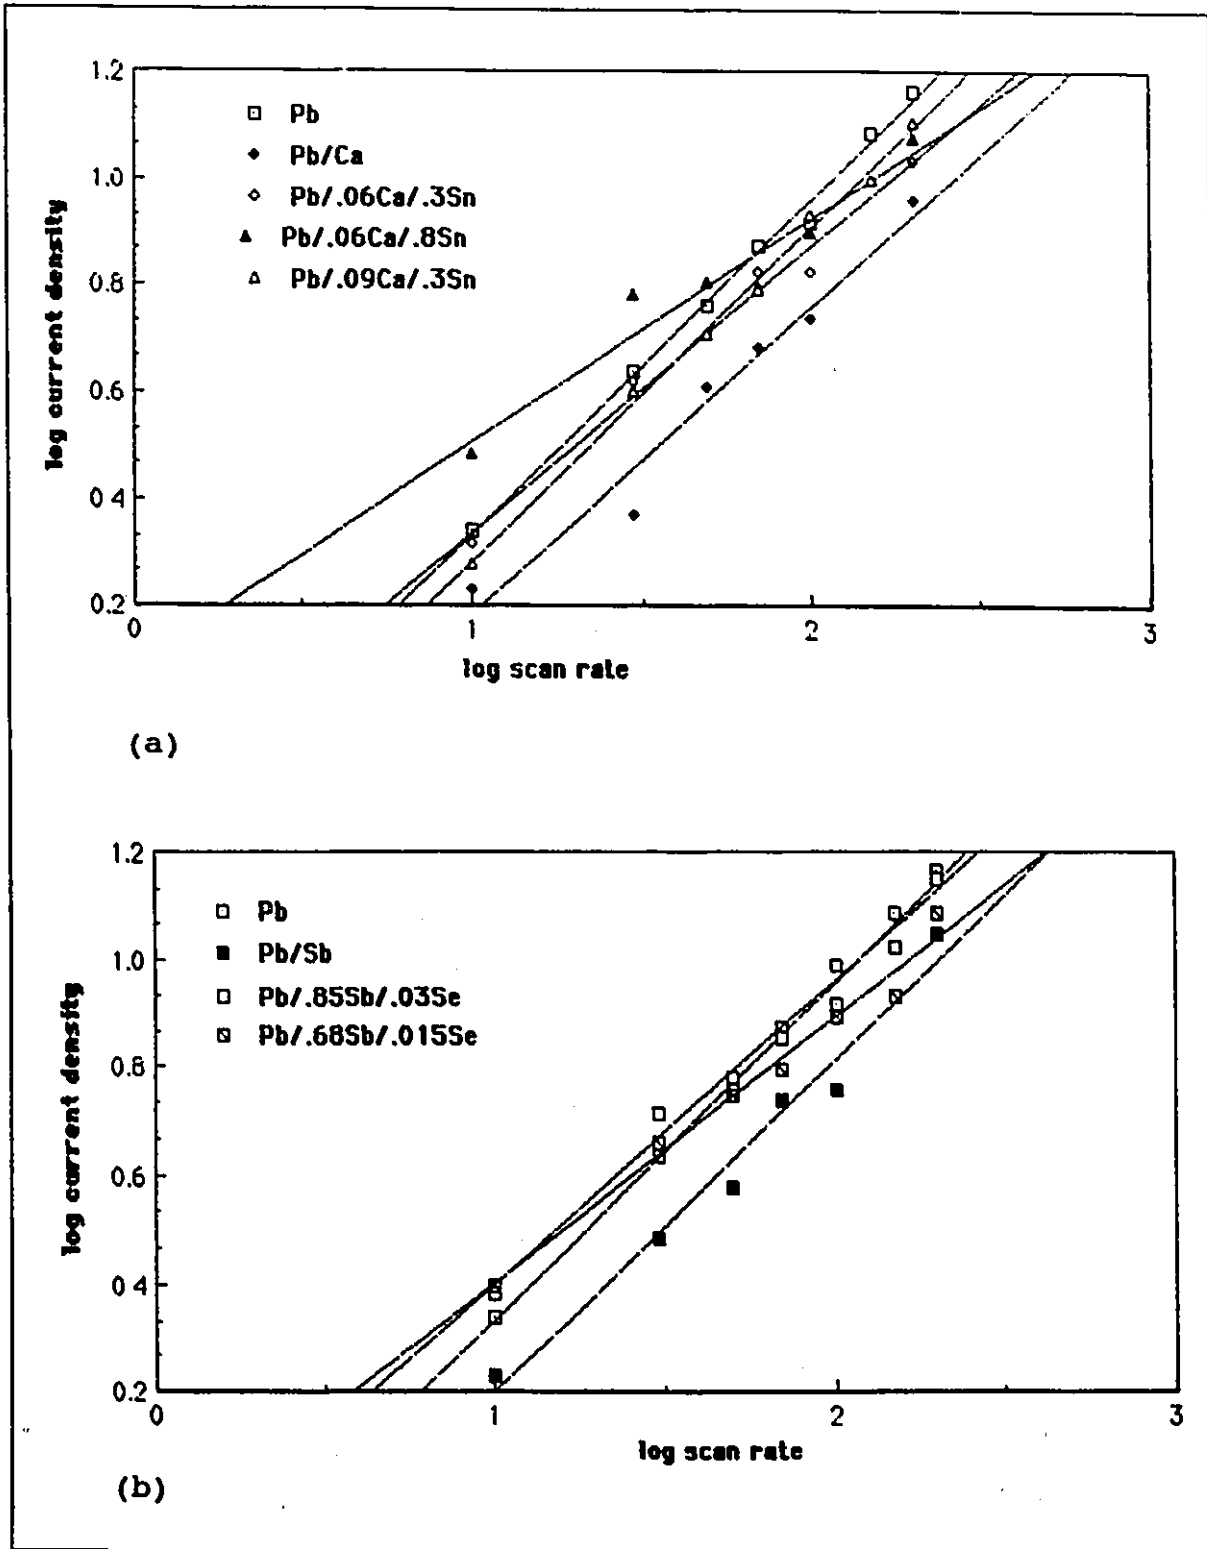 1.2
1.0
0.8
0.6
0.4
0.2
log current density
Pb
Pb/Ca
Pb/.06Ca/.3Sn
Pb/.06Ca/.8Sn
Pb/.09Ca/.3Sn
0 1 2 3
log scan rate
(a)
1.2
1.0
0.8
0.6
0.4
0.2
log current density
Pb
Pb/Sb
Pb/.85Sb/.03Se
Pb/.68Sb/.015Se
0 1 2 3
log scan rate
(b)